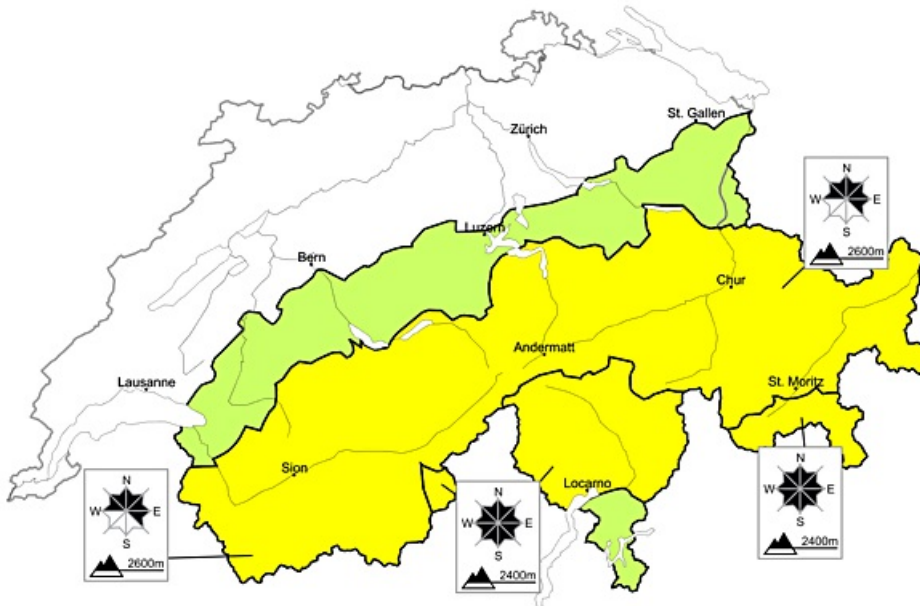 St. Gallen
Zürich
N
W E
S
2600m
Luzern
Bern
Chur
Andermatt
Lausanne
St. Moritz
Sion
Locarno
N
W E
S
2400m
N
W E
S
2600m
N
W E
S
2400m